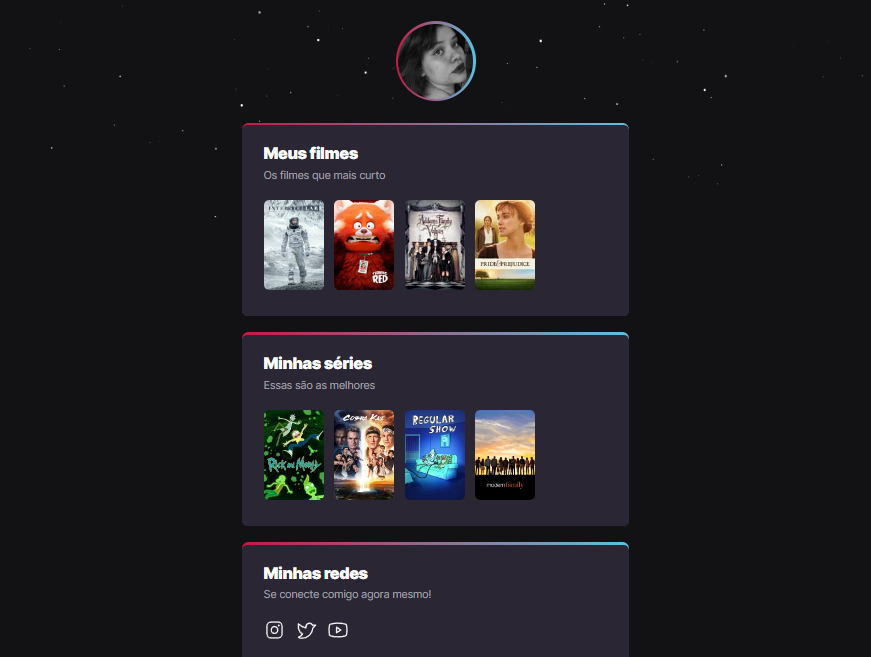 Meus filmes
Os filmes que mais curto
INTERSTELLAR
TURNING
RED
Addams Family
Values
PRIDE & PREJUDICE
Minhas séries
Essas são as melhores
Rick and Morty
COBRA KAI
REGULAR
SHOW
modern family
Minhas redes
Se conecte comigo agora mesmo!